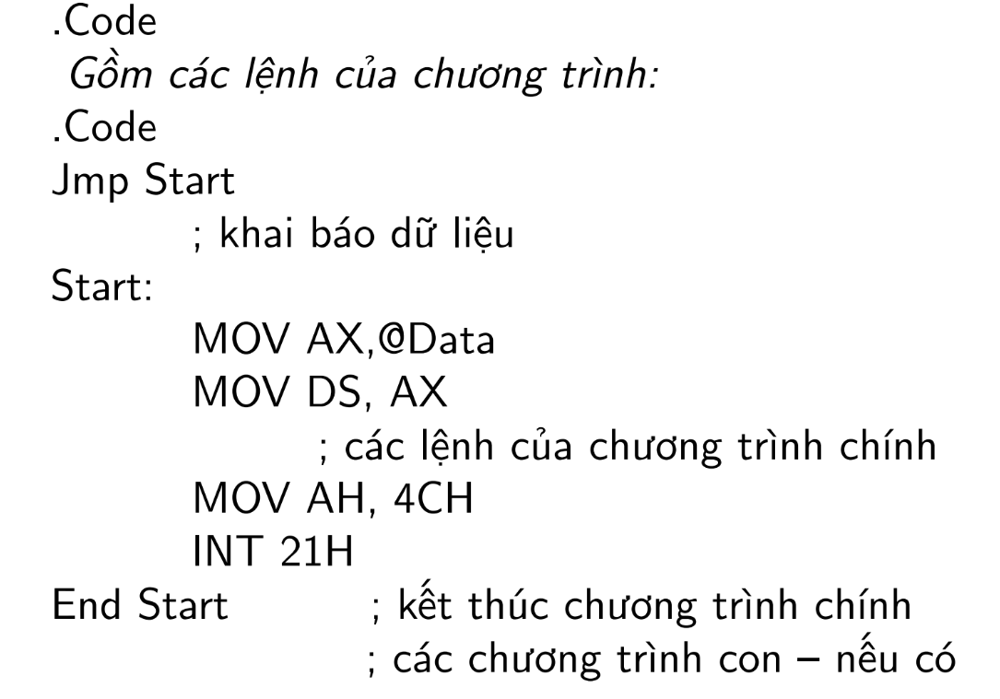 .Code
Gồm các lệnh của chương trình:
.Code
Jmp Start
; khai báo dữ liệu
Start:
MOV AX,@Data
MOV DS, AX
; các lệnh của chương trình chính
MOV AH, 4CH
INT 21H
End Start ; kết thúc chương trình chính
; các chương trình con – nếu có